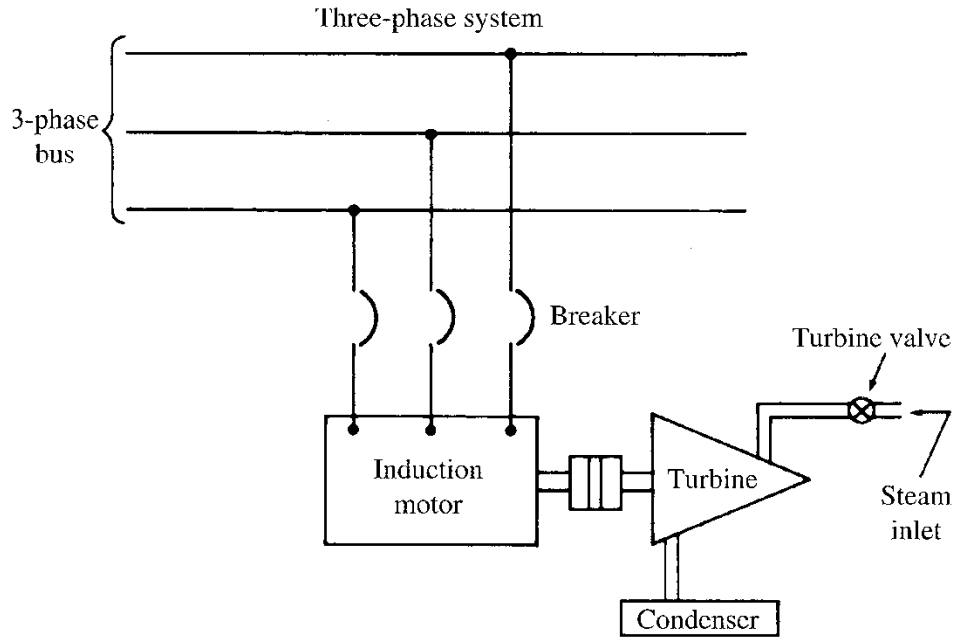 Three-phase system
3-phase
bus
Breaker
Turbine valve
Induction
motor
Turbine
Steam
inlet
Condenser